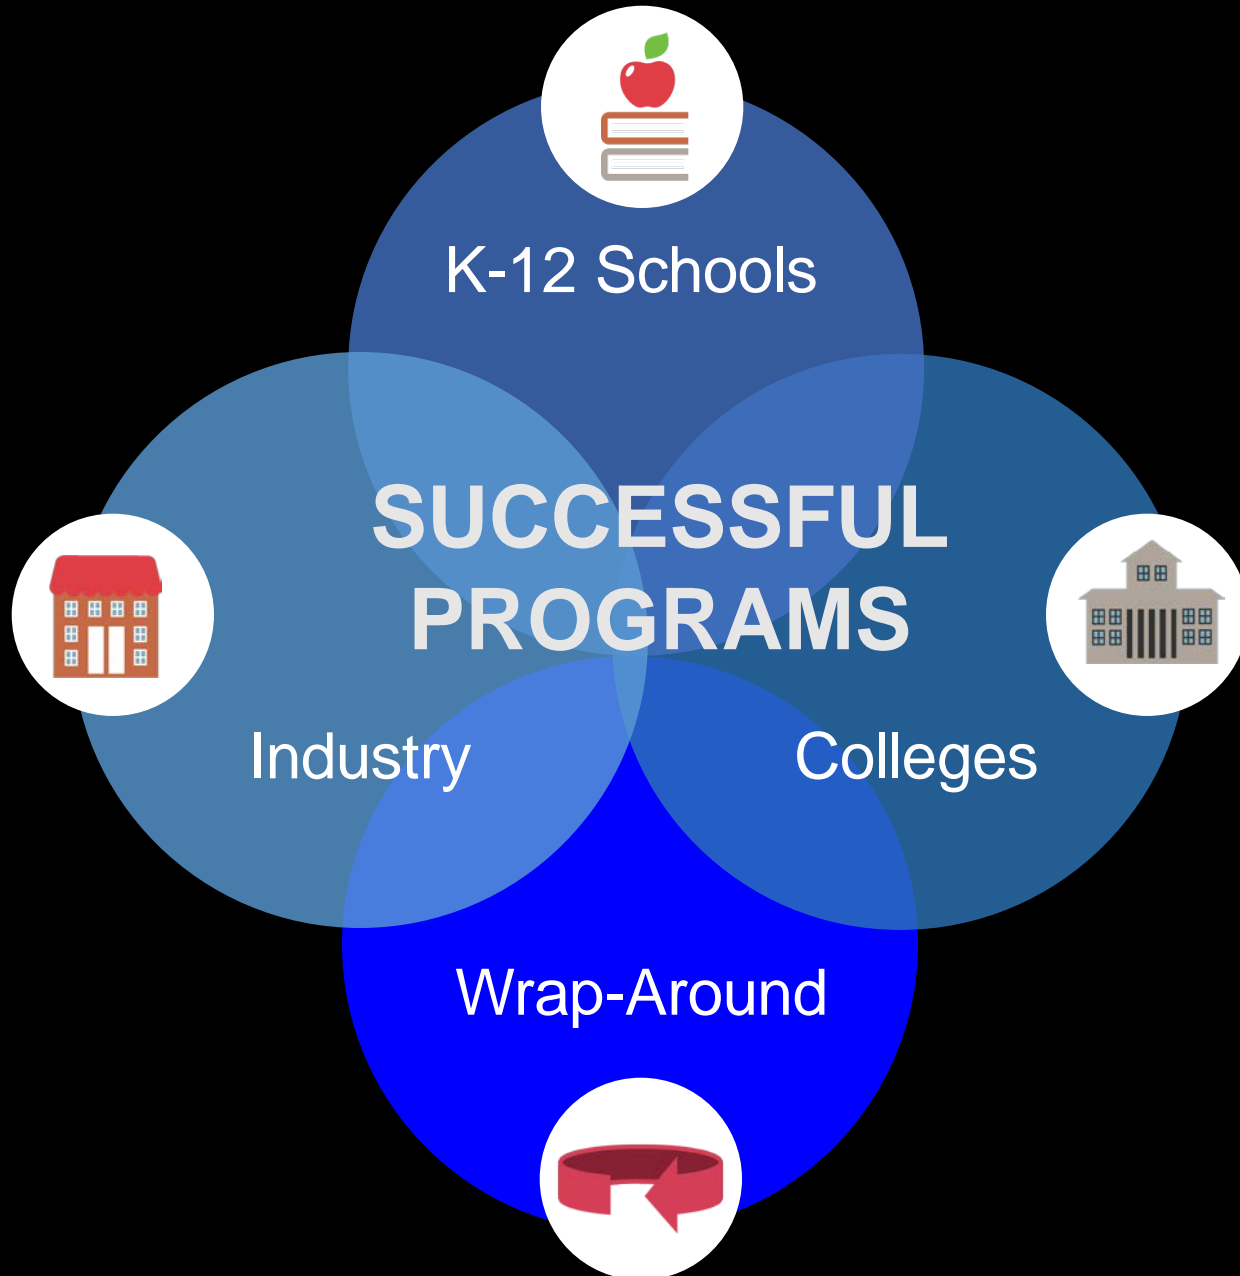 K-12 Schools
SUCCESSFUL
PROGRAMS
Industry
Colleges
Wrap-Around